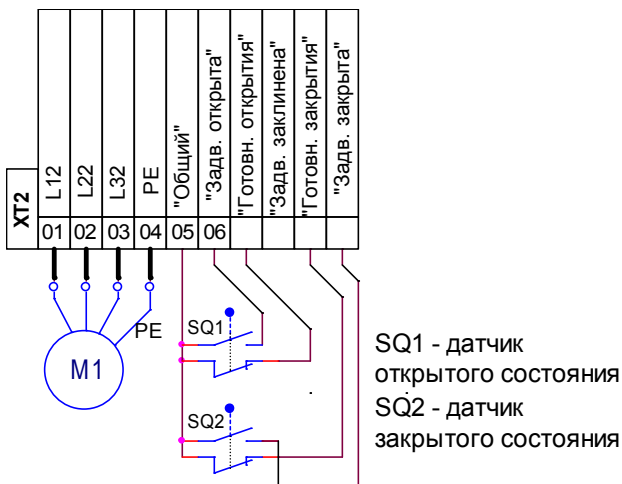 XT2
L12
L22
L32
PE
"Общий"
"Задв. открыта"
"Готовн. открытия"
"Задв. заклинена"
"Готовн. закрытия"
"Задв. закрыта"
01 02 03 04 05 06
PE
M1
SQ1
SQ2
SQ1 - датчик
открытого состояния
SQ2 - датчик
закрытого состояния